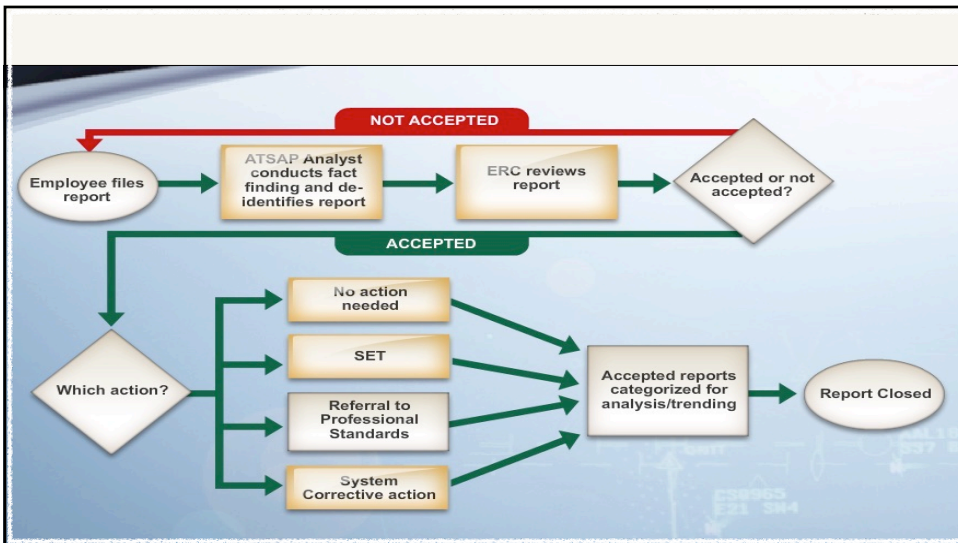 NOT ACCEPTED
Employee files
report
ATSAP Analyst
conducts fact
finding and de-
identifies report
ERC reviews
report
Accepted or not
accepted?
ACCEPTED
Which action?
No action
needed
SET
Referral to
Professional
Standards
System
Corrective action
Accepted reports
categorized for
analysis/trending
Report Closed